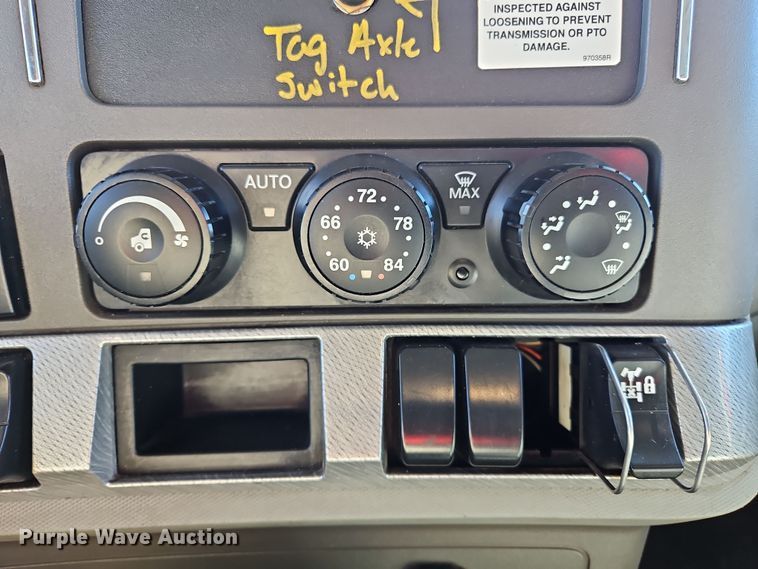 INSPECTED AGAINST
LOOSENING TO PREVENT
TRANSMISSION OR PTO
DAMAGE.
970358R
Tag Axle
Switch
AUTO
MAX
72
66
78
60
84
O
Purple Wave Auction